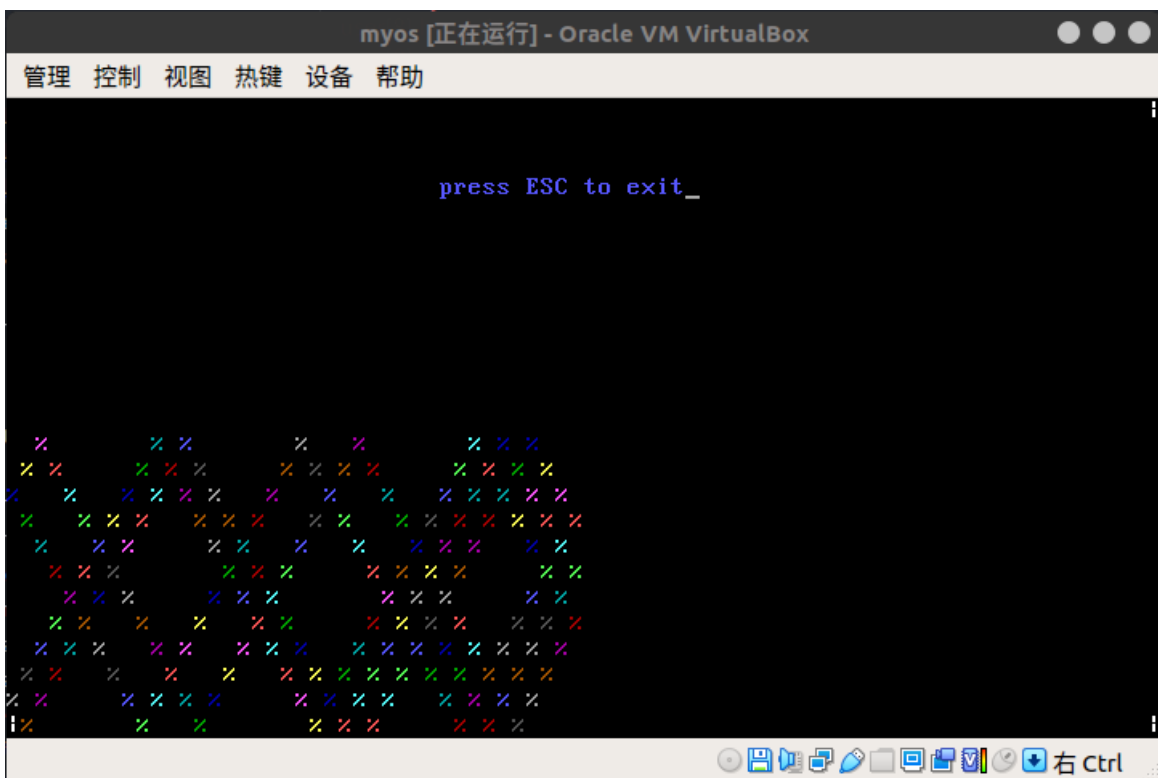 myos [正在运行] - Oracle VM VirtualBox
管理 控制 视图 热键 设备 帮助
press ESC to exit_
右 Ctrl